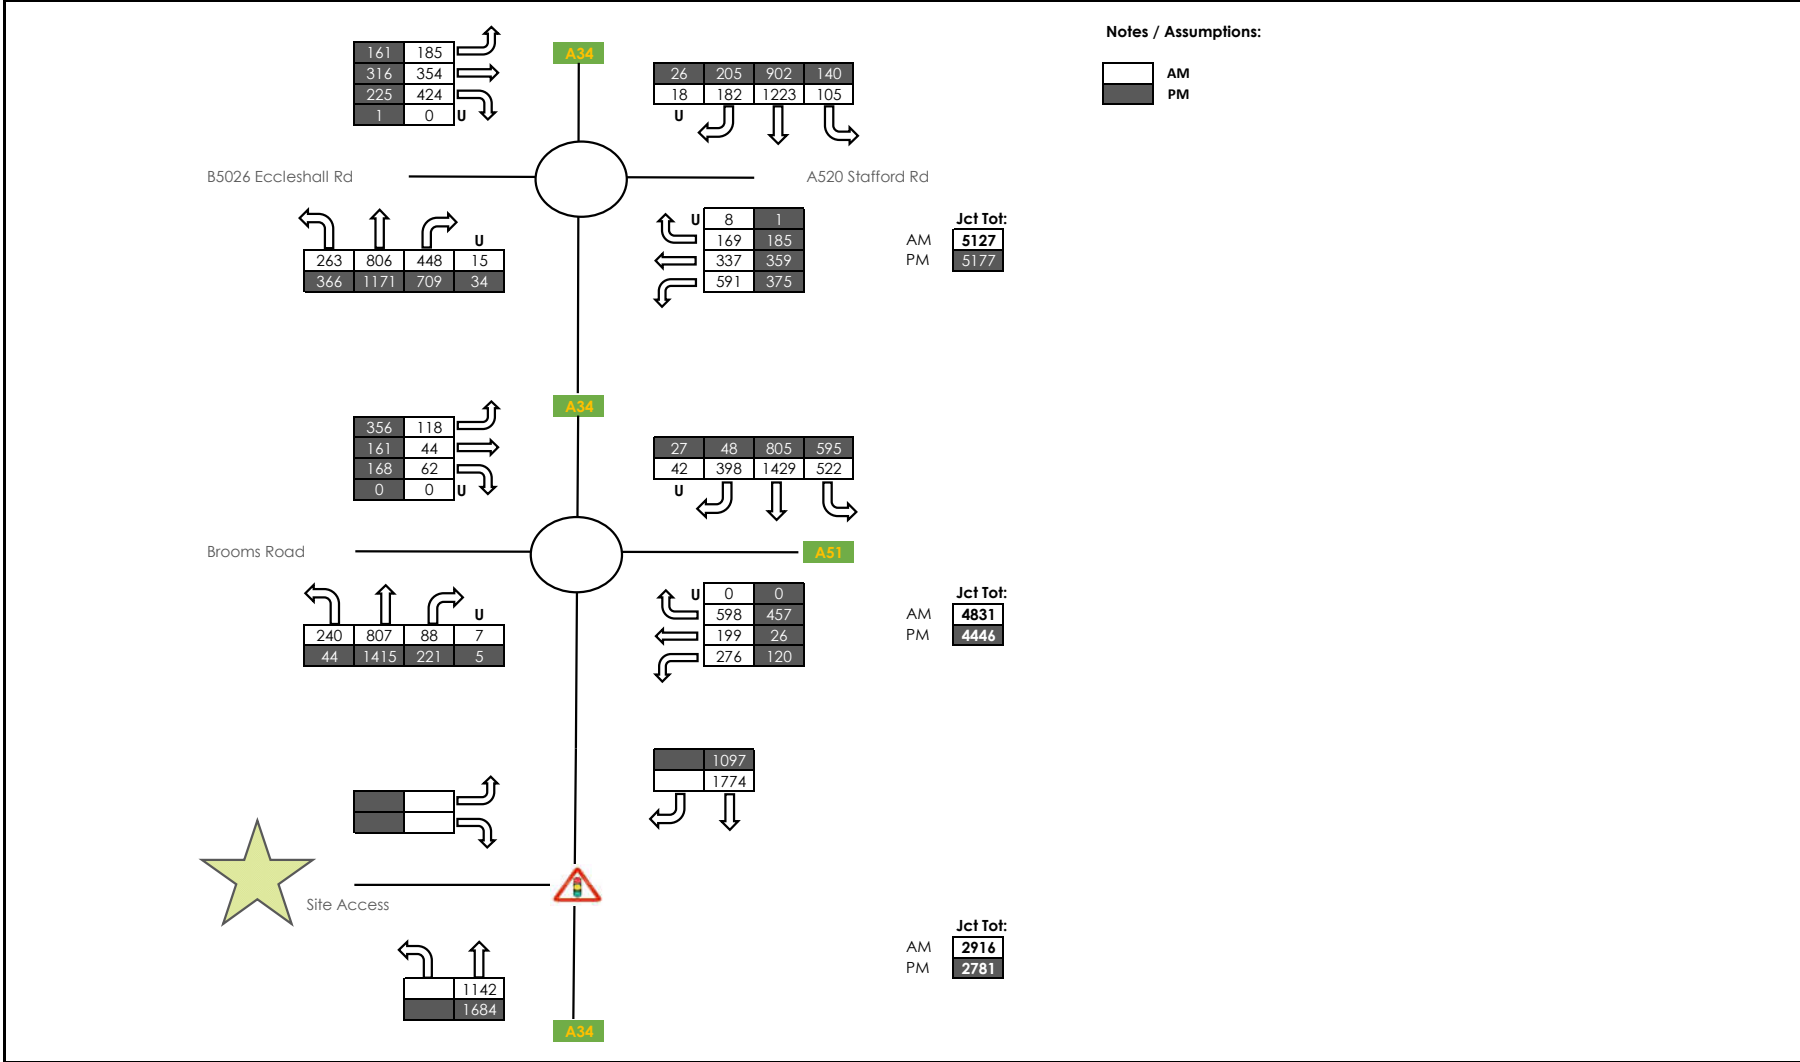 Notes / Assumptions:
AM
PM
A34
161 185
316 354
225 424
1 0 U
26 205 902 140
18 182 1223 105
U
B5026 Eccleshall Rd
A520 Stafford Rd
U
263 806 448 15
366 1171 709 34
U 8 1
169 185
337 359
591 375
Jct Tot:
AM 5127
PM 5177
A34
356 118
161 44
168 62
0 0 U
27 48 805 595
42 398 1429 522
U
Brooms Road
A51
U
240 807 88 7
44 1415 221 5
U 0 0
598 457
199 26
276 120
Jct Tot:
AM 4831
PM 4446
1097
1774
Site Access
1142
1684
Jct Tot:
AM 2916
PM 2781
A34